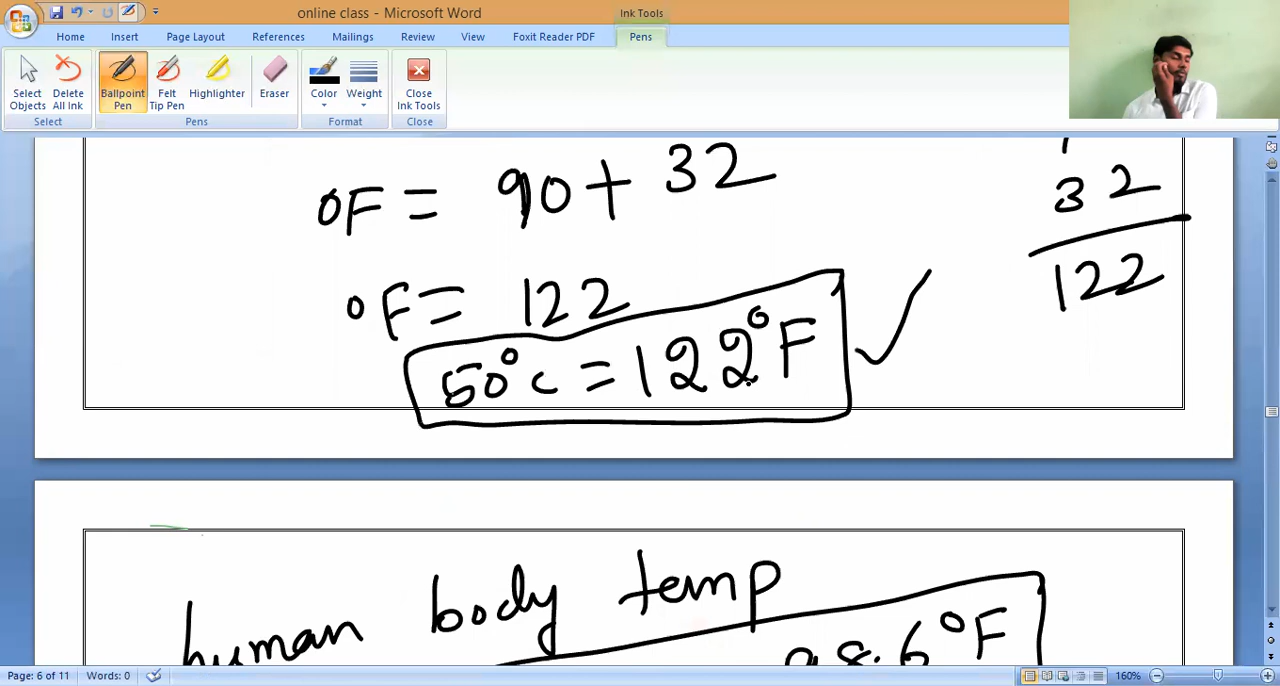 online class - Microsoft Word
Ink Tools
Home Insert Page Layout References Mailings Review View Foxit Reader PDF Pens
Select Objects
Delete All Ink
Ballpoint Pen
Felt Tip Pen
Highlighter
Eraser
Color
Weight
Close Ink Tools
Select Pens Format Close
°F = 90 + 32
32
122
°F = 122
50°C = 122°F
human body temp
98.6°F
Page: 6 of 11 Words: 0 160%